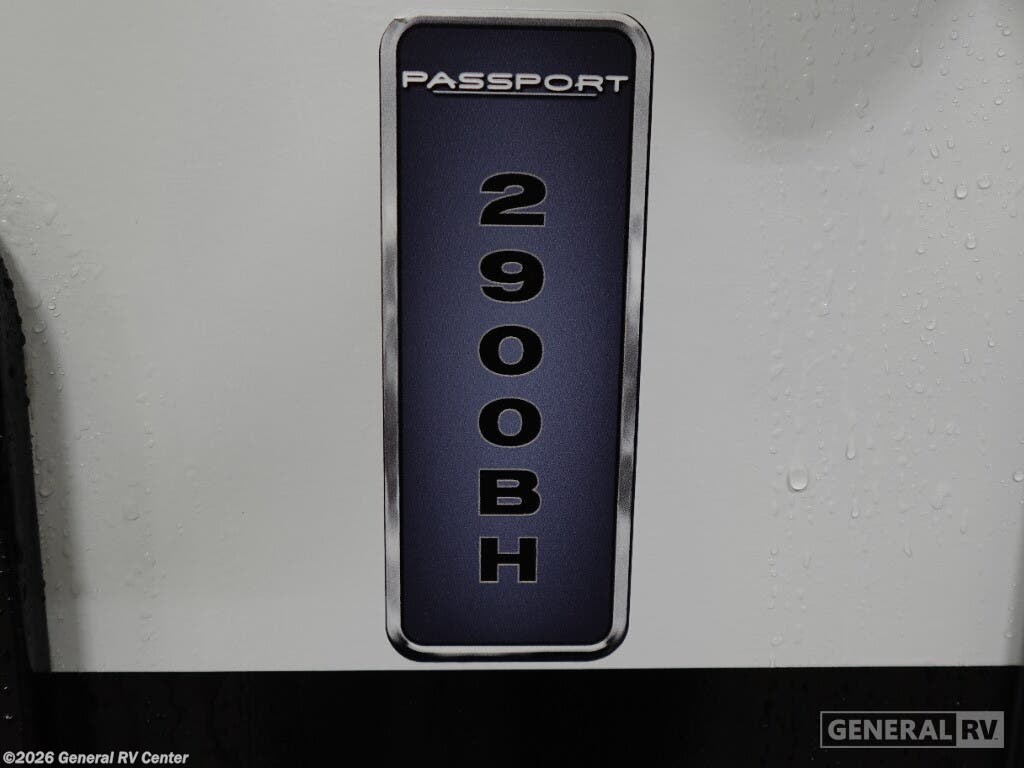 PASSPORT
2
9
0
0
B
H
GENERAL RV
©2026 General RV Center